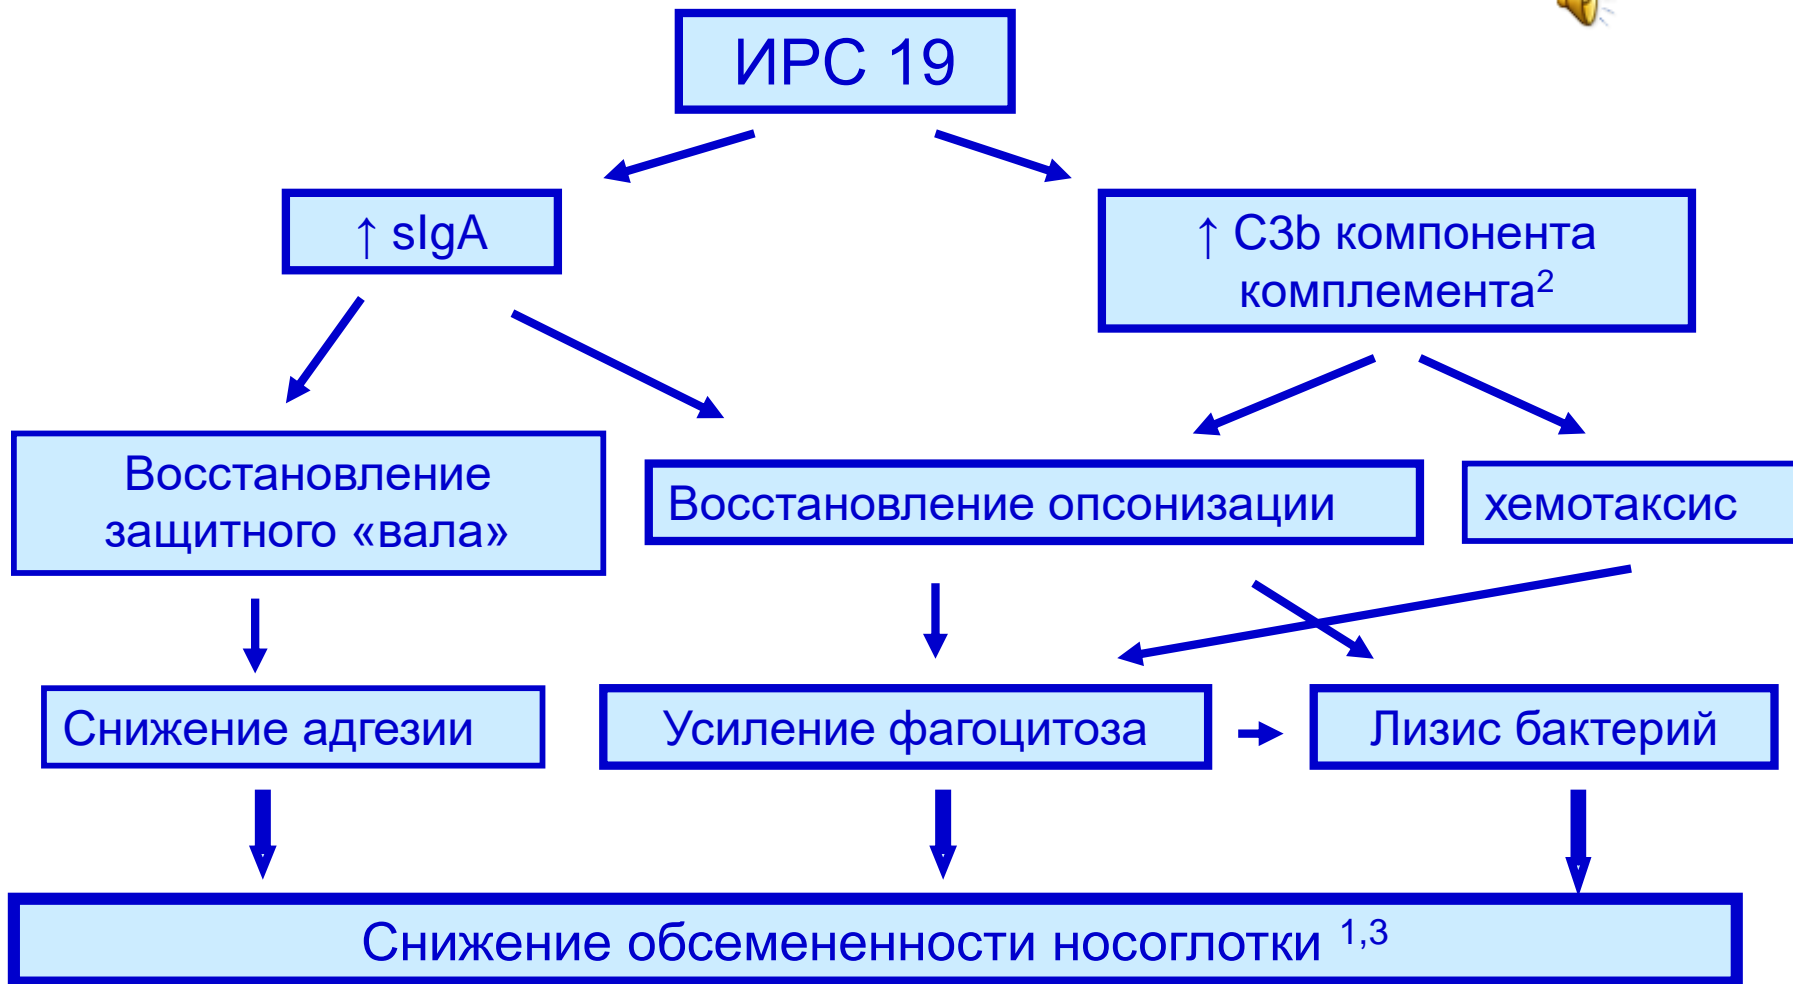 ИРС 19
↑ sIgA
↑ C3b компонента
комплемента²
Восстановление
защитного «вала»
Восстановление опсонизации
хемотаксис
Снижение адгезии
Усиление фагоцитоза
Лизис бактерий
Снижение обсемененности носоглотки ¹,³